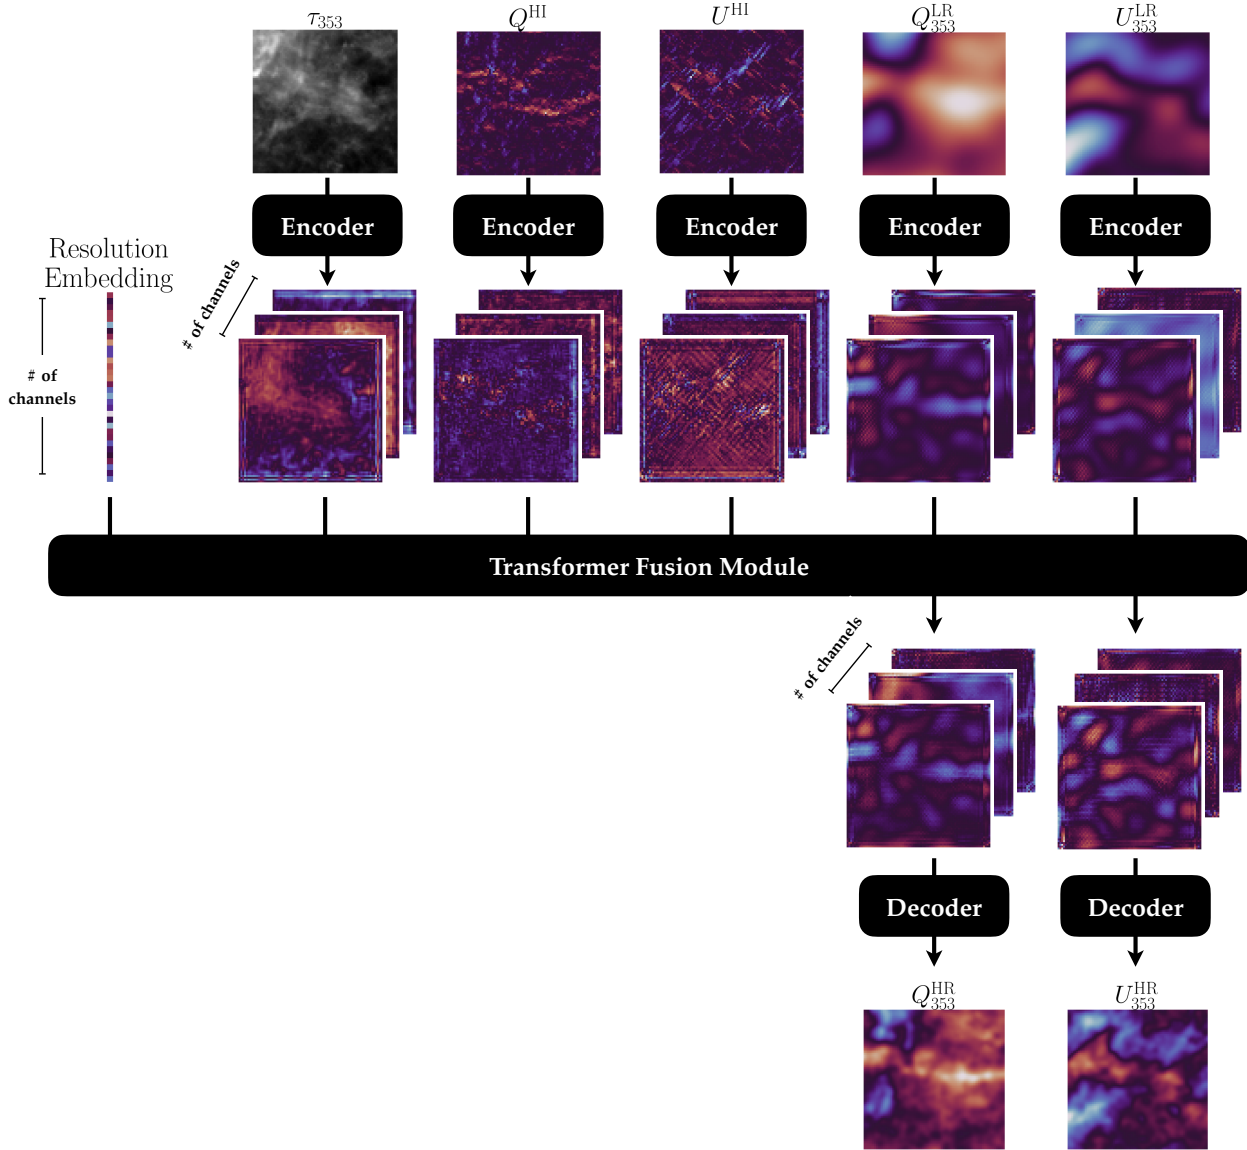 τ₃₅₃ Q^HI U^HI Q^LR_353 U^LR_353
Encoder Encoder Encoder Encoder Encoder
Resolution
Embedding
# of channels
# of
channels
Transformer Fusion Module
# of channels
Decoder Decoder
Q^HR_353 U^HR_353